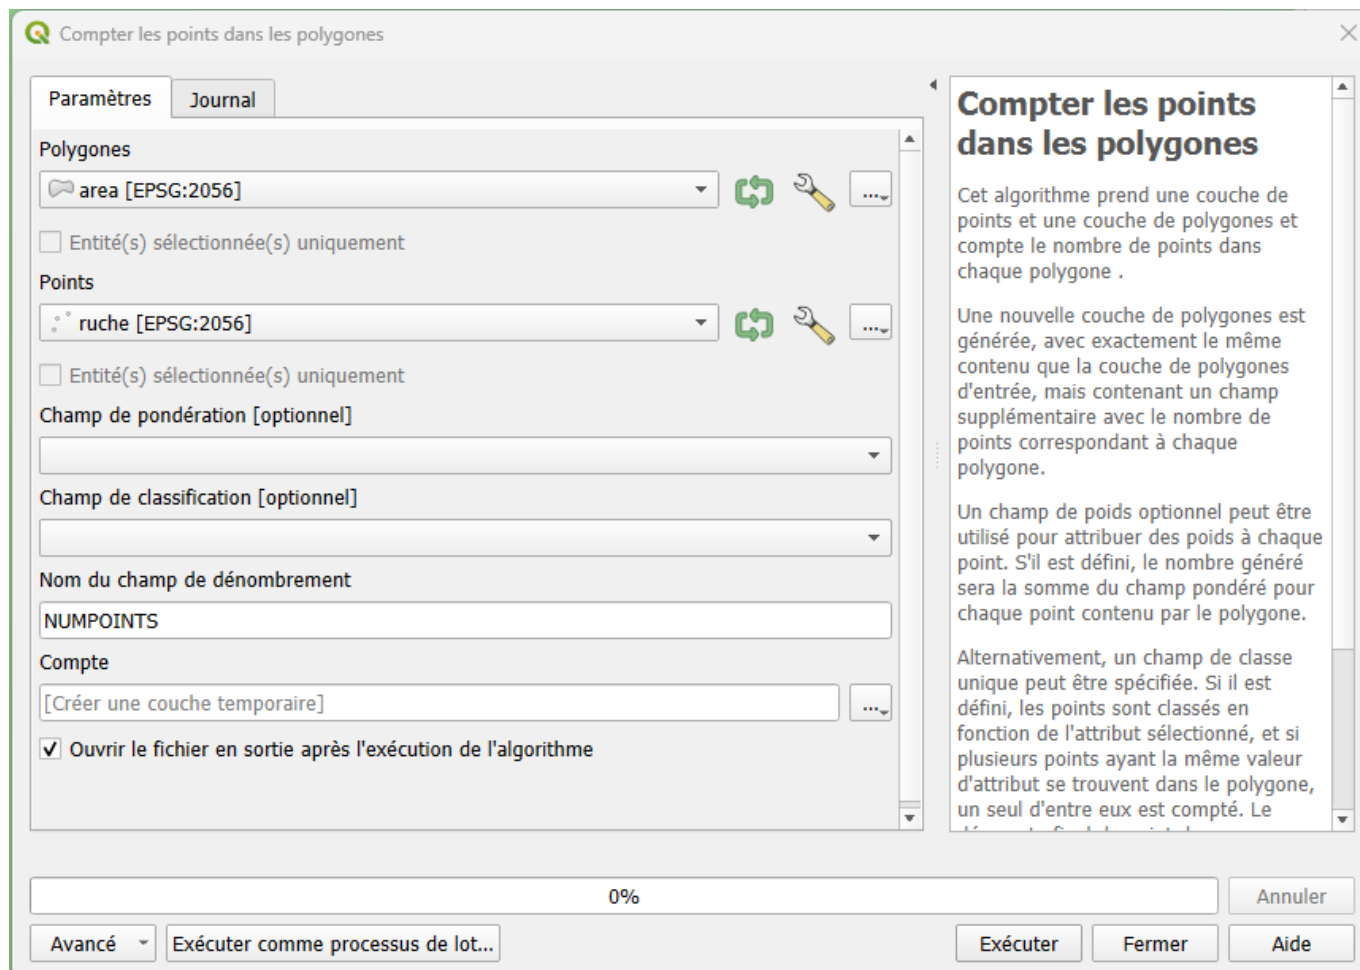 Compter les points dans les polygones
Paramètres
Journal
Polygones
area [EPSG:2056]
...
Entité(s) sélectionnée(s) uniquement
Points
ruche [EPSG:2056]
...
Entité(s) sélectionnée(s) uniquement
Champ de pondération [optionnel]
Champ de classification [optionnel]
Nom du champ de dénombrement
NUMPOINTS
Compte
[Créer une couche temporaire]
...
Ouvrir le fichier en sortie après l'exécution de l'algorithme
Compter les points
dans les polygones
Cet algorithme prend une couche de
points et une couche de polygones et
compte le nombre de points dans
chaque polygone .
Une nouvelle couche de polygones est
générée, avec exactement le même
contenu que la couche de polygones
d'entrée, mais contenant un champ
supplémentaire avec le nombre de
points correspondant à chaque
polygone.
Un champ de poids optionnel peut être
utilisé pour attribuer des poids à chaque
point. S'il est défini, le nombre généré
sera la somme du champ pondéré pour
chaque point contenu par le polygone.
Alternativement, un champ de classe
unique peut être spécifiée. Si il est
défini, les points sont classés en
fonction de l'attribut sélectionné, et si
plusieurs points ayant la même valeur
d'attribut se trouvent dans le polygone,
un seul d'entre eux est compté. Le
0%
Annuler
Avancé
Exécuter comme processus de lot...
Exécuter
Fermer
Aide